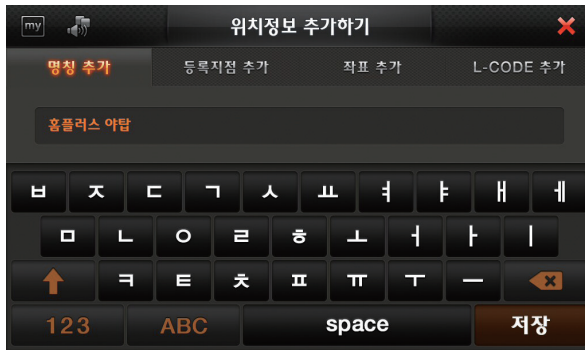 my 위치정보 추가하기
명칭 추가 등록지점 추가 좌표 추가 L-CODE 추가
홈플러스 야탑
ㅂ ㅈ ㄷ ㄱ ㅅ ㅛ ㅕ ㅑ ㅐ ㅔ
ㅁ ㄴ ㅇ ㄹ ㅎ ㅗ ㅓ ㅏ ㅣ
ㅋ ㅌ ㅊ ㅍ ㅠ ㅜ ㅡ
123 ABC space 저장